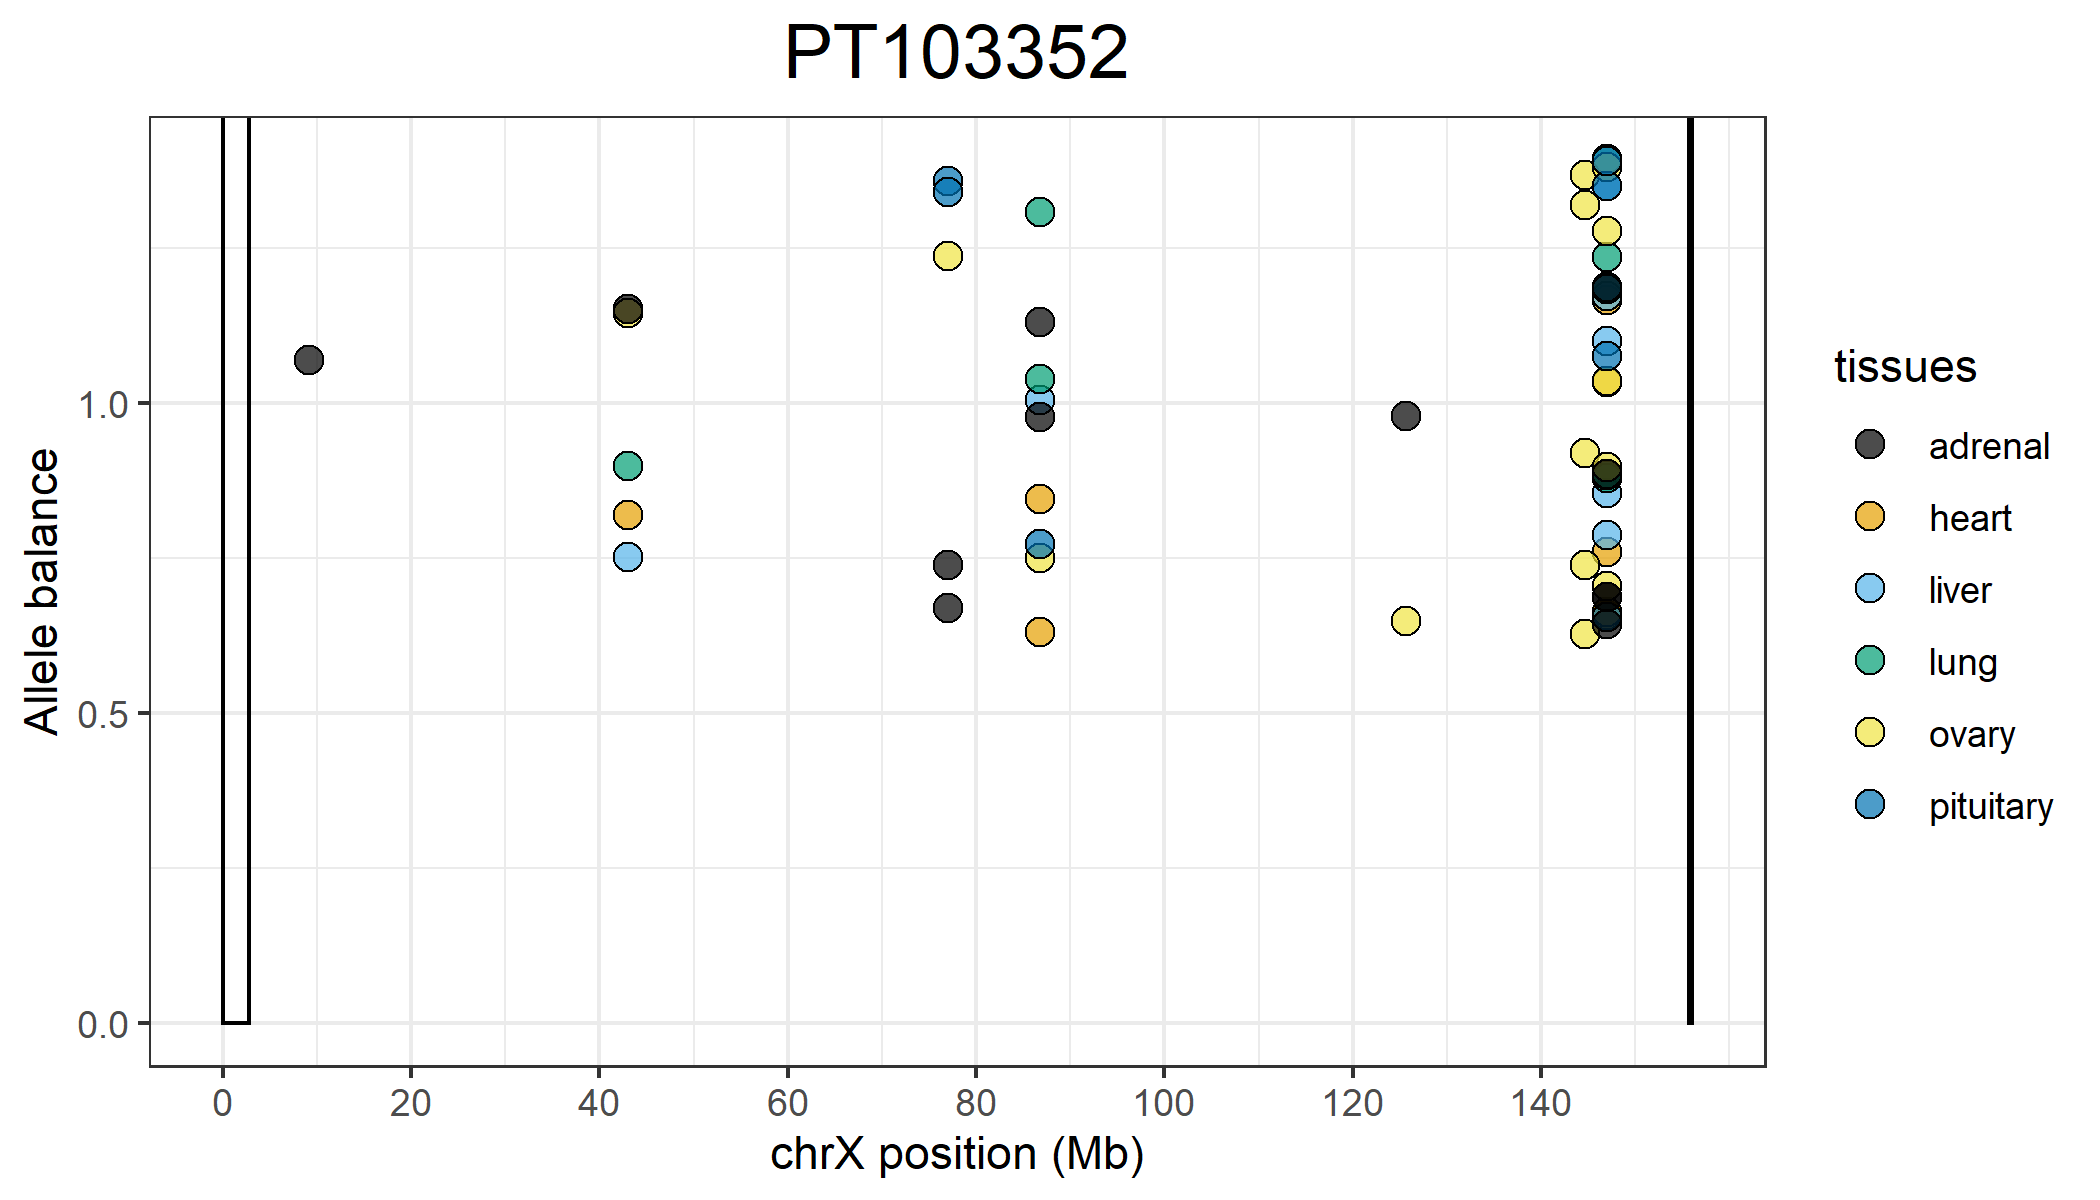 PT103352
Allele balance
1.0
0.5
0.0
0 20 40 60 80 100 120 140
chrX position (Mb)
tissues
adrenal
heart
liver
lung
ovary
pituitary